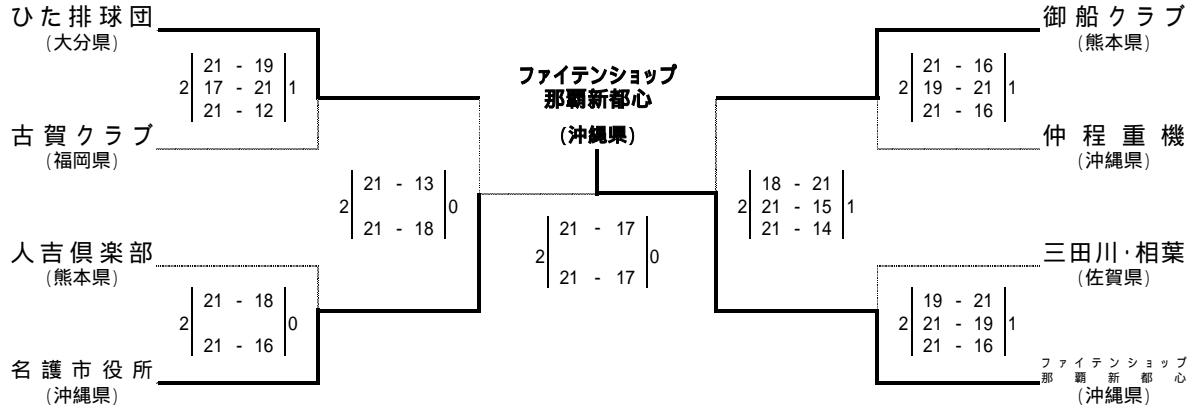 ひた排球団
(大分県)
2 21 - 19 1
17 - 21
21 - 12
古賀クラブ
(福岡県)
2 21 - 13 0
21 - 18
人吉倶楽部
(熊本県)
2 21 - 18 0
21 - 16
名護市役所
(沖縄県)
ファイテンショップ
那覇新都心
(沖縄県)
2 21 - 17 0
21 - 17
御船クラブ
(熊本県)
2 21 - 16 1
19 - 21
21 - 16
仲程重機
(沖縄県)
2 18 - 21 1
21 - 15
21 - 14
三田川・相葉
(佐賀県)
2 19 - 21 1
21 - 19
21 - 16
ファイテンショップ
那覇新都心
(沖縄県)